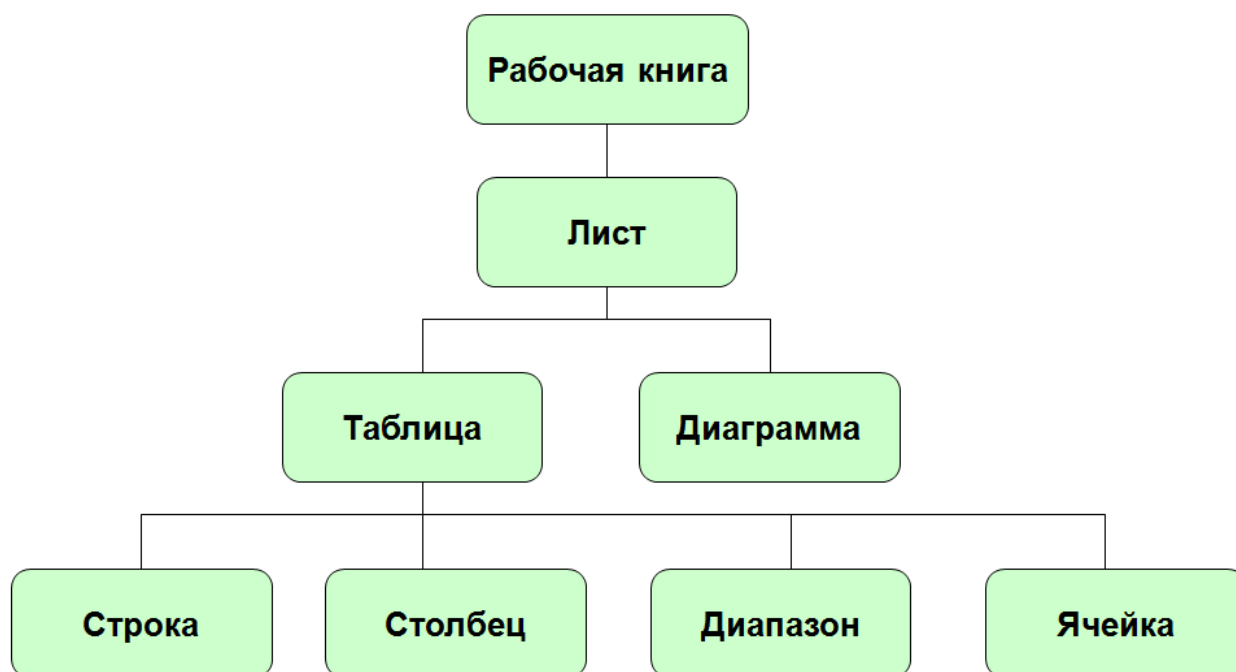 Рабочая книга
Лист
Таблица
Диаграмма
Строка
Столбец
Диапазон
Ячейка